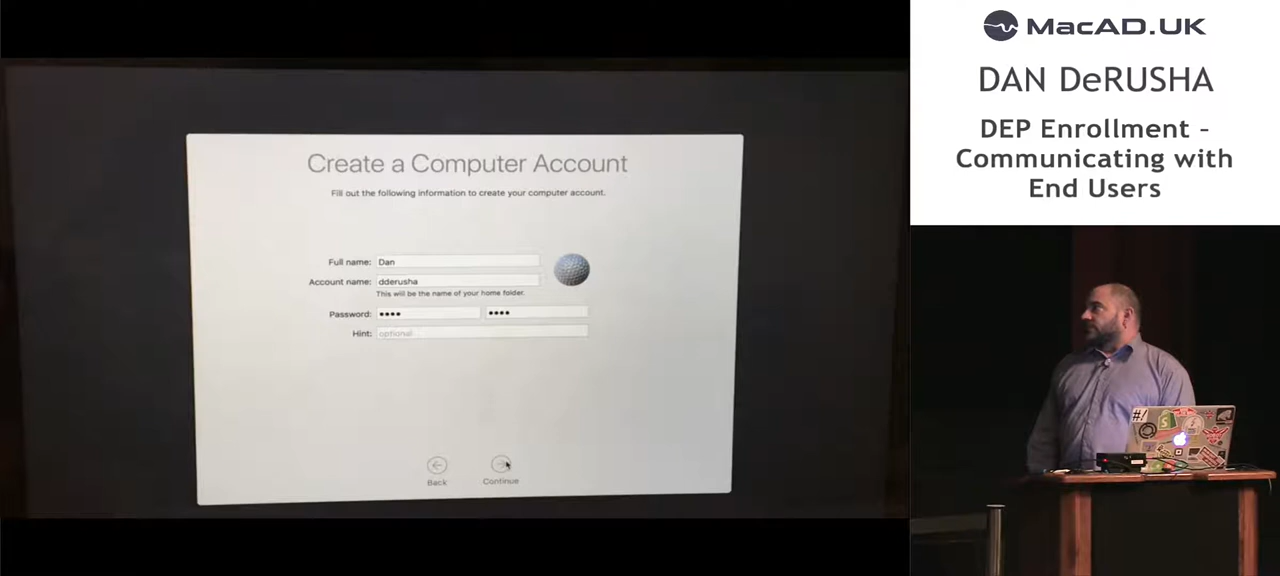 Create a Computer Account
Fill out the following information to create your computer account.
Full name: Dan
Account name: dderusha
This will be the name of your home folder.
Password: •••• ••••
Hint: optional
Back
Continue
MacAD.UK
DAN DeRUSHA
DEP Enrollment –
Communicating with
End Users
#!